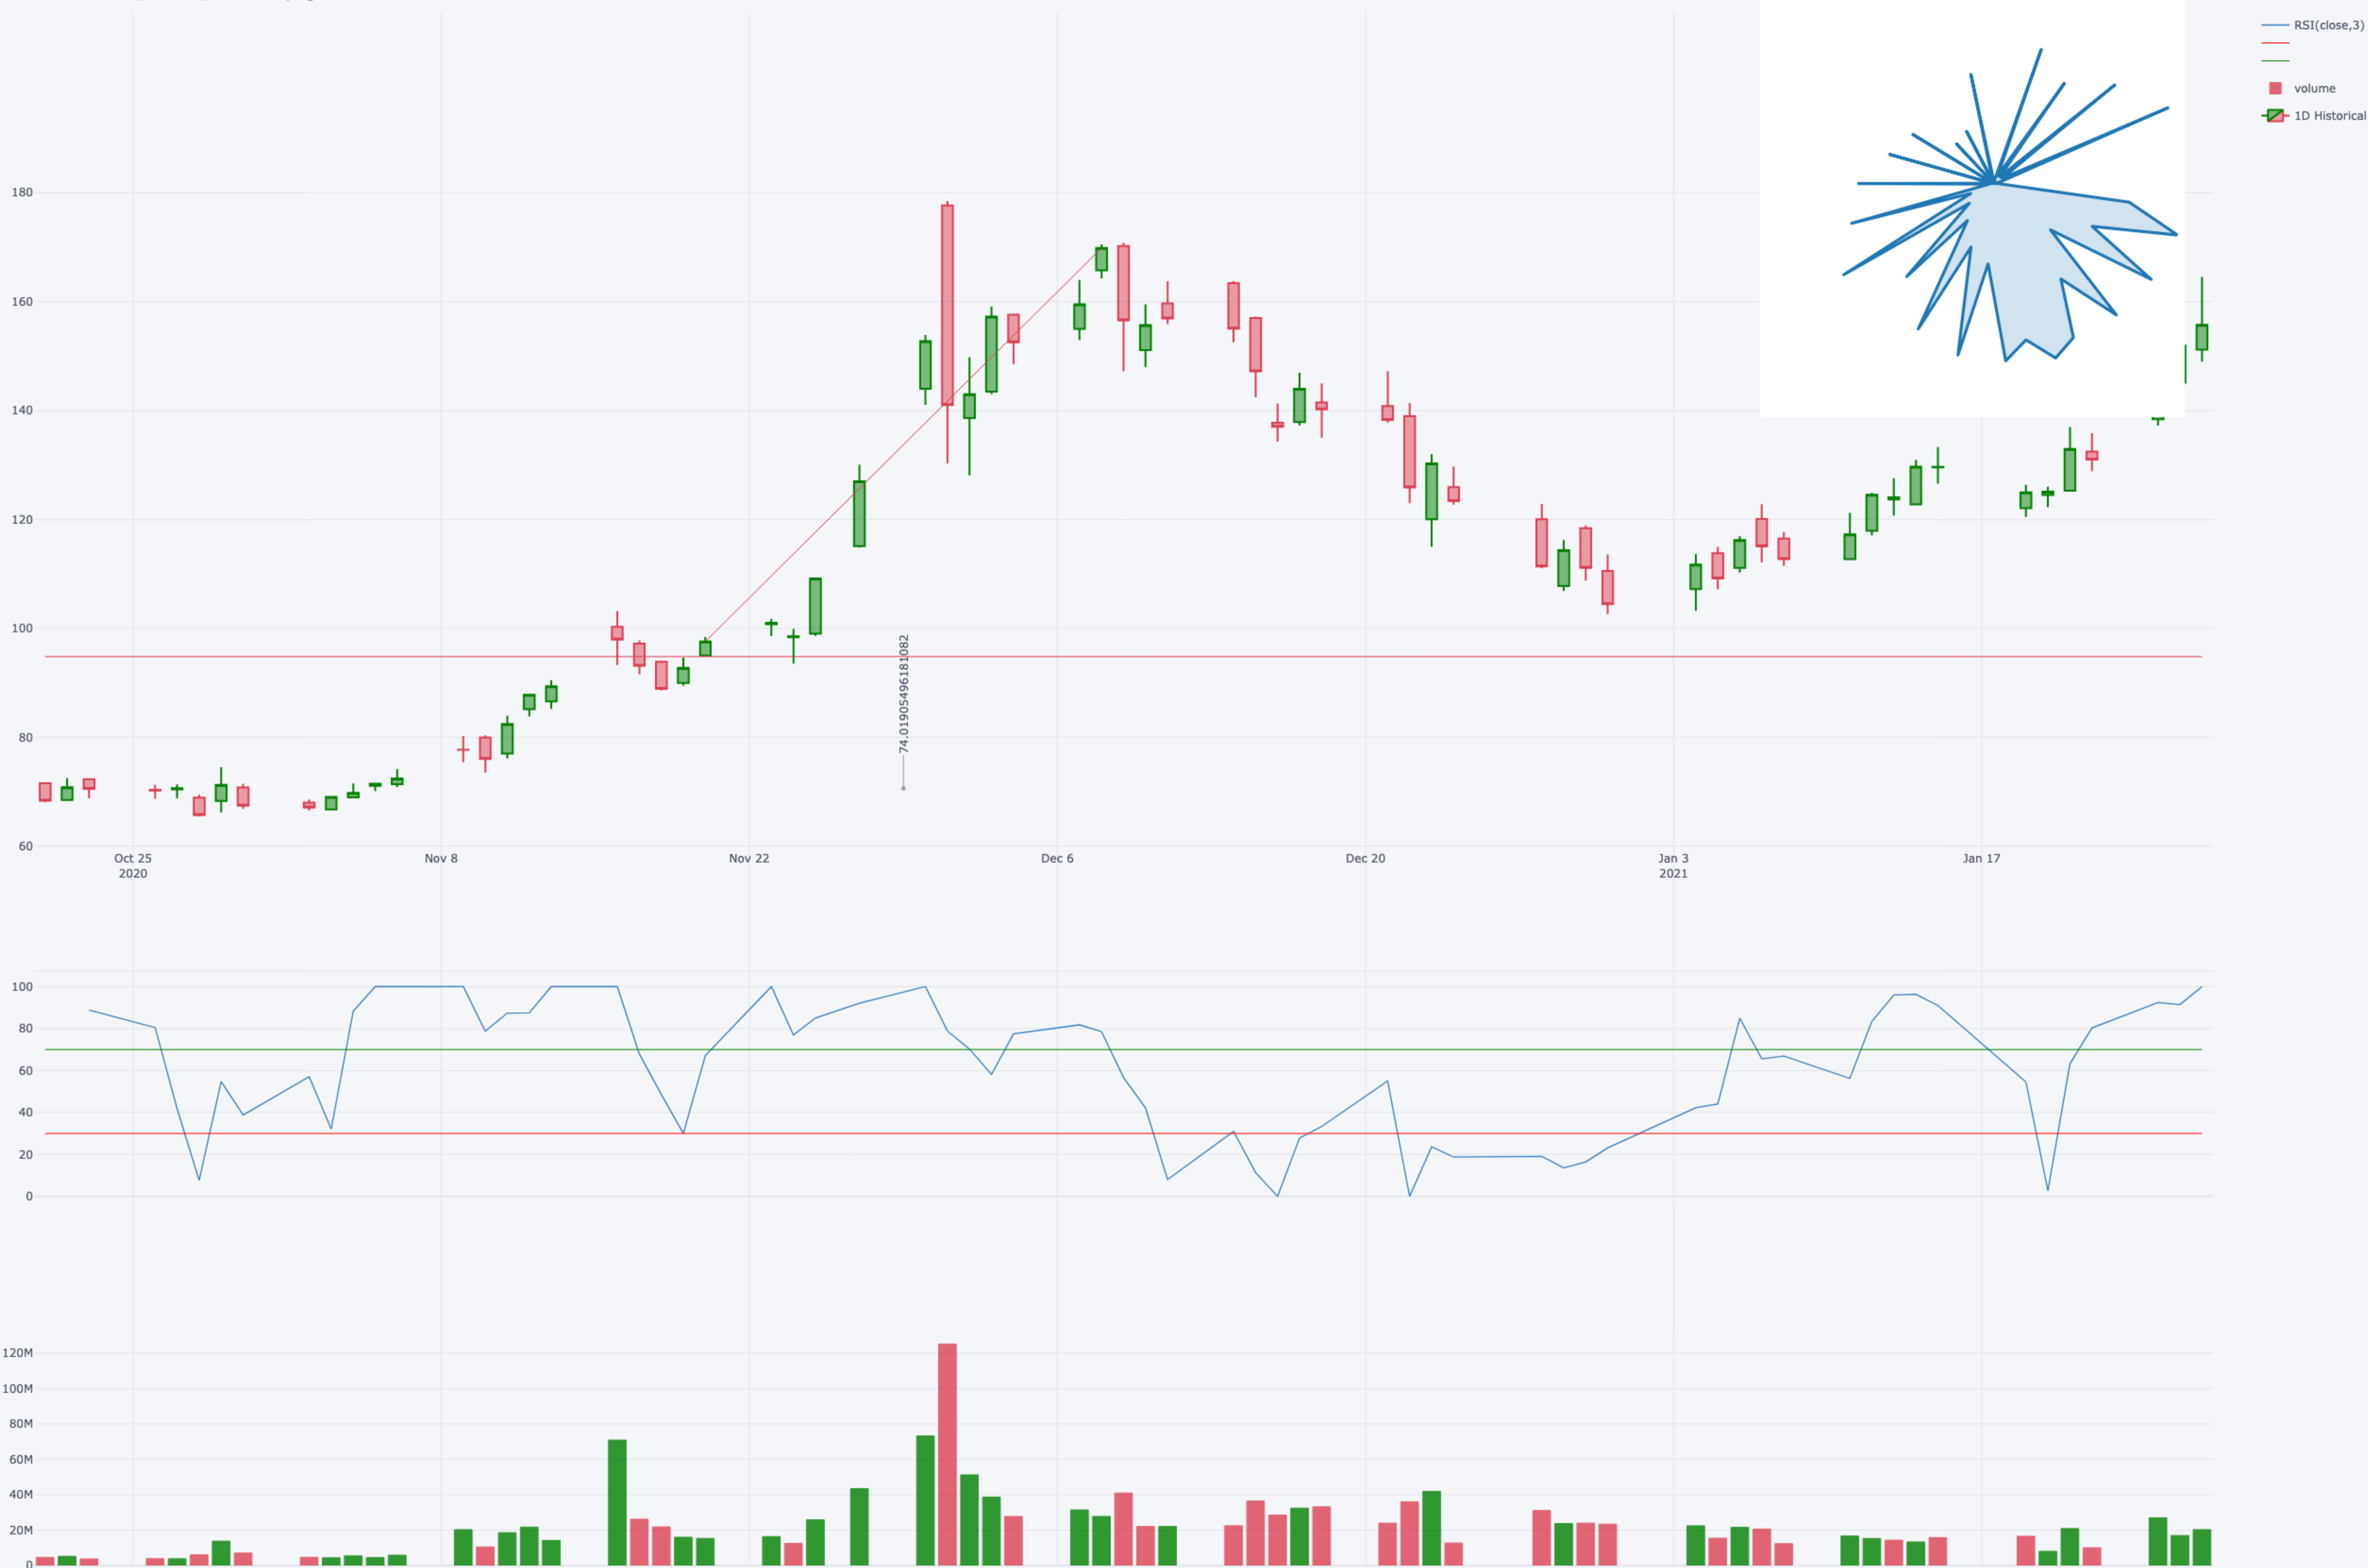 RSI(close,3)
volume
1D Historical
180
160
140
120
100
80
60
74.01905496181082
Oct 25
2020
Nov 8
Nov 22
Dec 6
Dec 20
Jan 3
2021
Jan 17
100
80
60
40
20
0
120M
100M
80M
60M
40M
20M
0